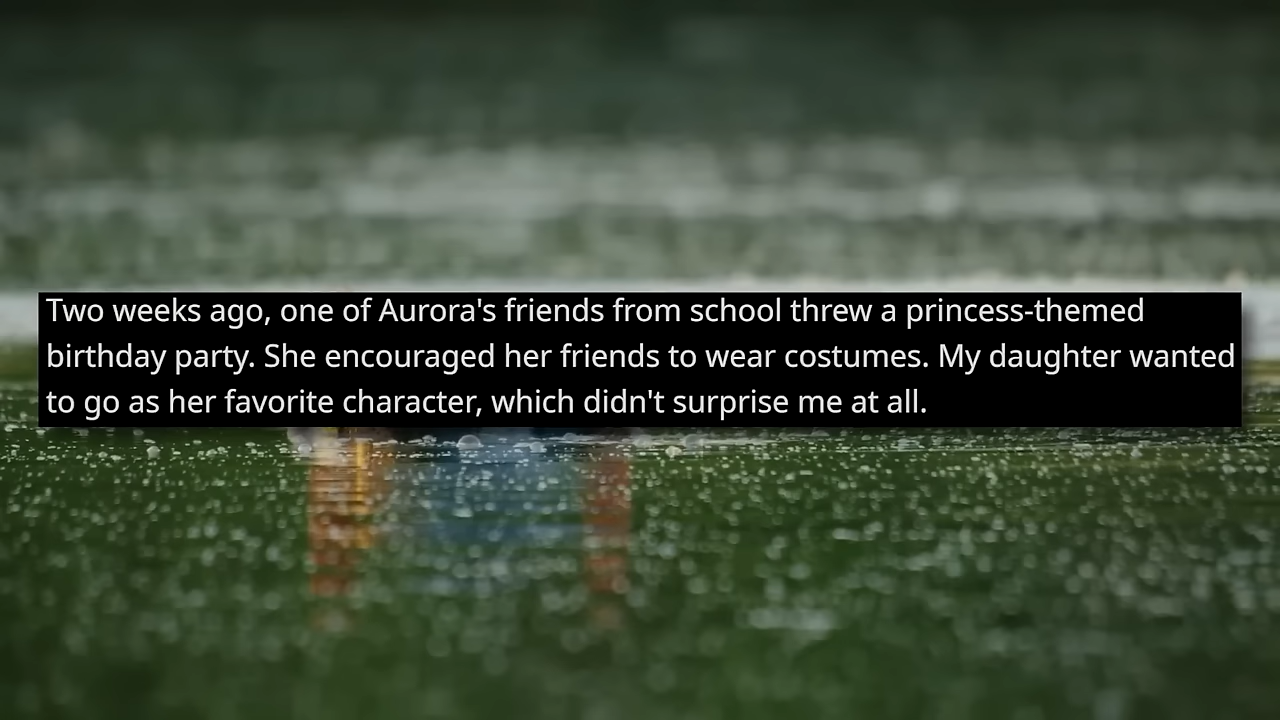 Two weeks ago, one of Aurora's friends from school threw a princess-themed
birthday party. She encouraged her friends to wear costumes. My daughter wanted
to go as her favorite character, which didn't surprise me at all.